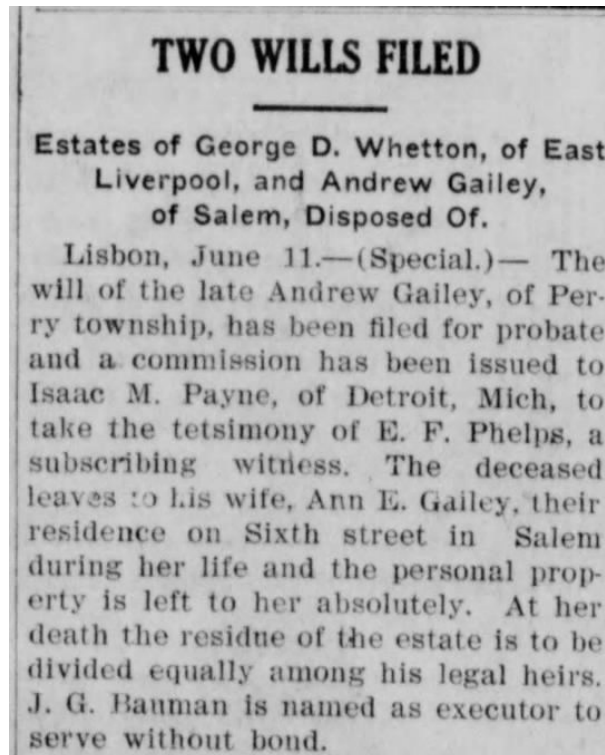 TWO WILLS FILED
Estates of George D. Whetton, of East
Liverpool, and Andrew Gailey,
of Salem, Disposed Of.
Lisbon, June 11.—(Special.)— The
will of the late Andrew Gailey, of Per-
ry township, has been filed for probate
and a commission has been issued to
Isaac M. Payne, of Detroit, Mich, to
take the tetsimony of E. F. Phelps, a
subscribing witness. The deceased
leaves to his wife, Ann E. Gailey, their
residence on Sixth street in Salem
during her life and the personal prop-
erty is left to her absolutely. At her
death the residue of the estate is to be
divided equally among his legal heirs.
J. G. Bauman is named as executor to
serve without bond.